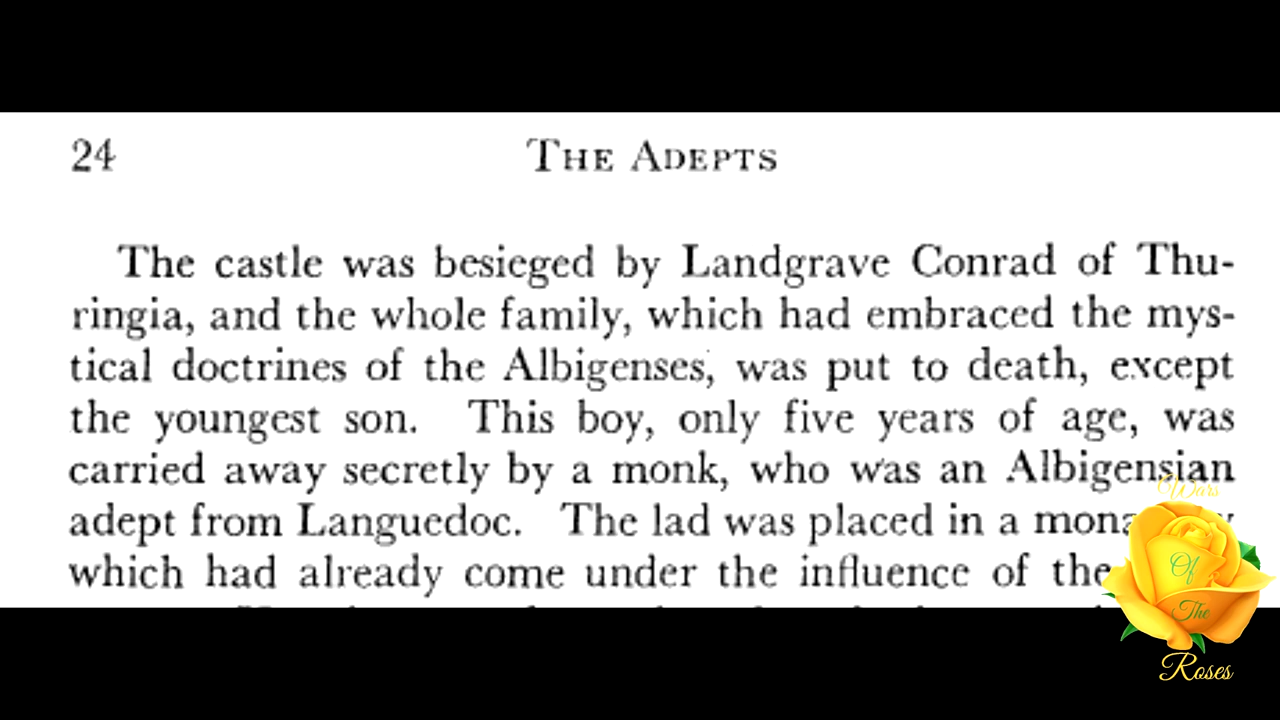 24
THE ADEPTS
The castle was besieged by Landgrave Conrad of Thu-
ringia, and the whole family, which had embraced the mys-
tical doctrines of the Albigenses, was put to death, except
the youngest son. This boy, only five years of age, was
carried away secretly by a monk, who was an Albigensian
adept from Languedoc. The lad was placed in a
which had already come under the influence of the
Wars
Of
The
Roses